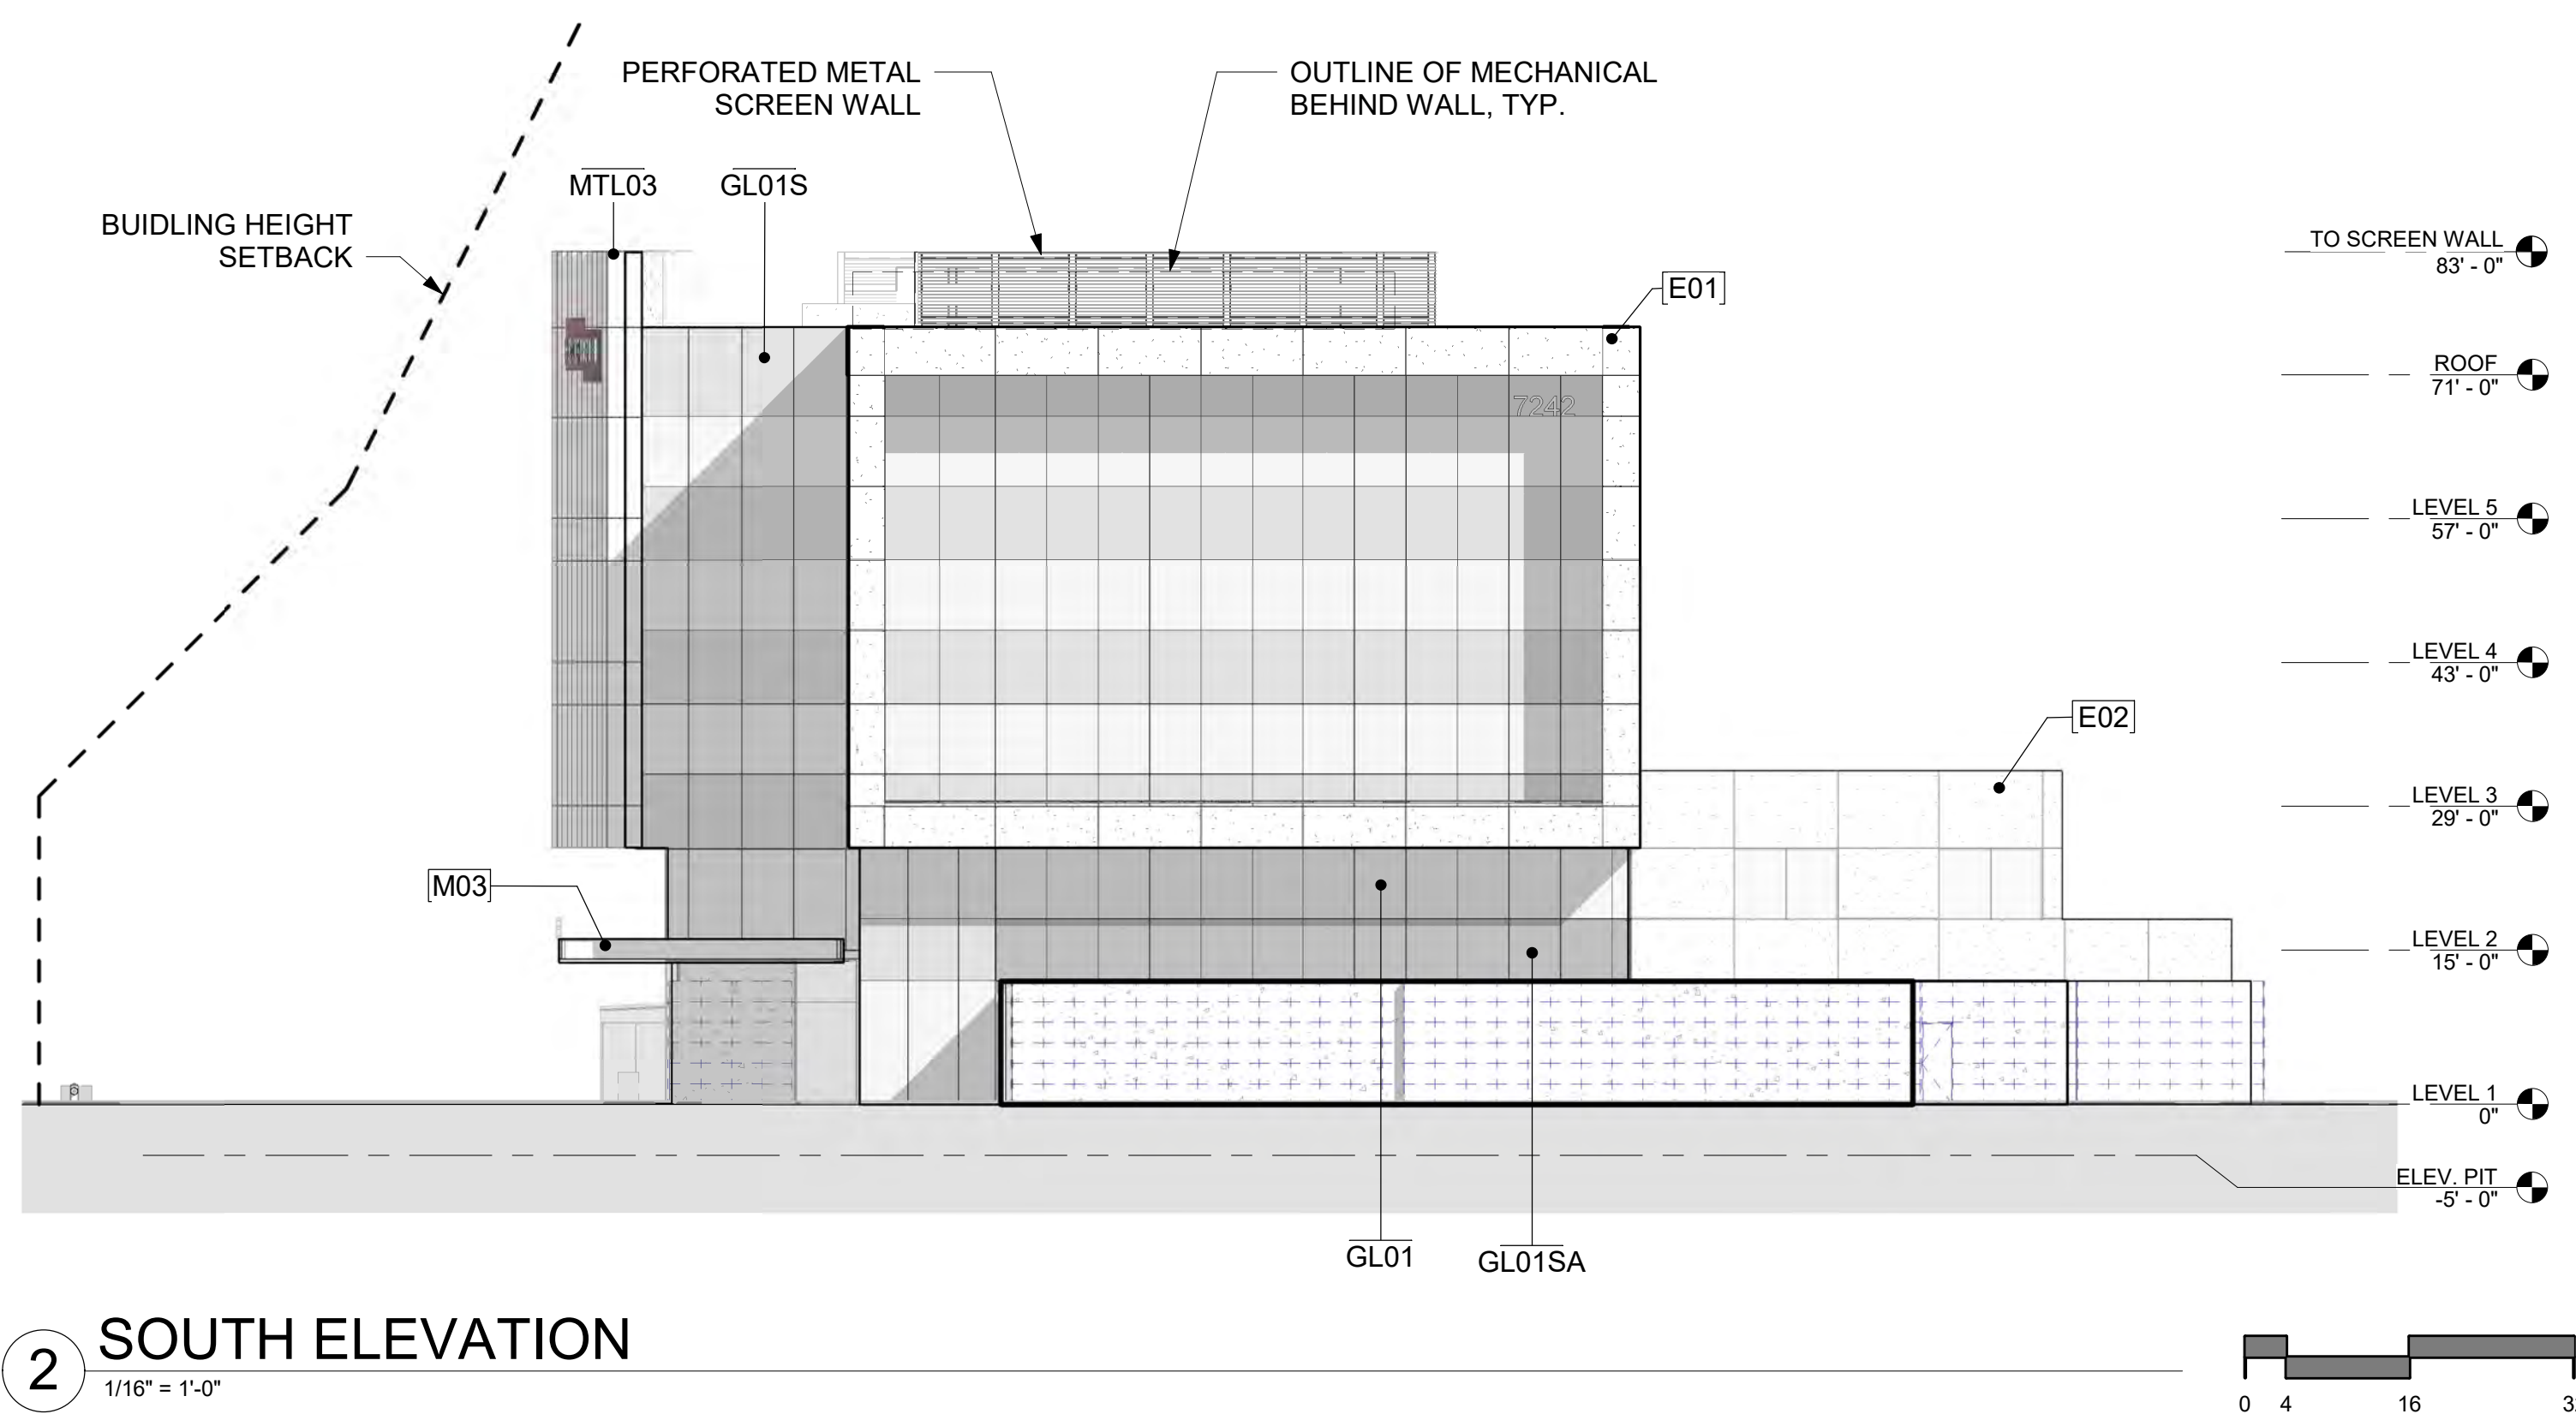 PERFORATED METAL
SCREEN WALL
OUTLINE OF MECHANICAL
BEHIND WALL, TYP.
MTL03
GL01S
BUIDLING HEIGHT
SETBACK
TO SCREEN WALL
83' - 0"
E01
ROOF
71' - 0"
7242
LEVEL 5
57' - 0"
LEVEL 4
43' - 0"
E02
LEVEL 3
29' - 0"
M03
LEVEL 2
15' - 0"
LEVEL 1
0"
ELEV. PIT
-5' - 0"
GL01
GL01SA
2
SOUTH ELEVATION
1/16" = 1'-0"
0 4 16 3